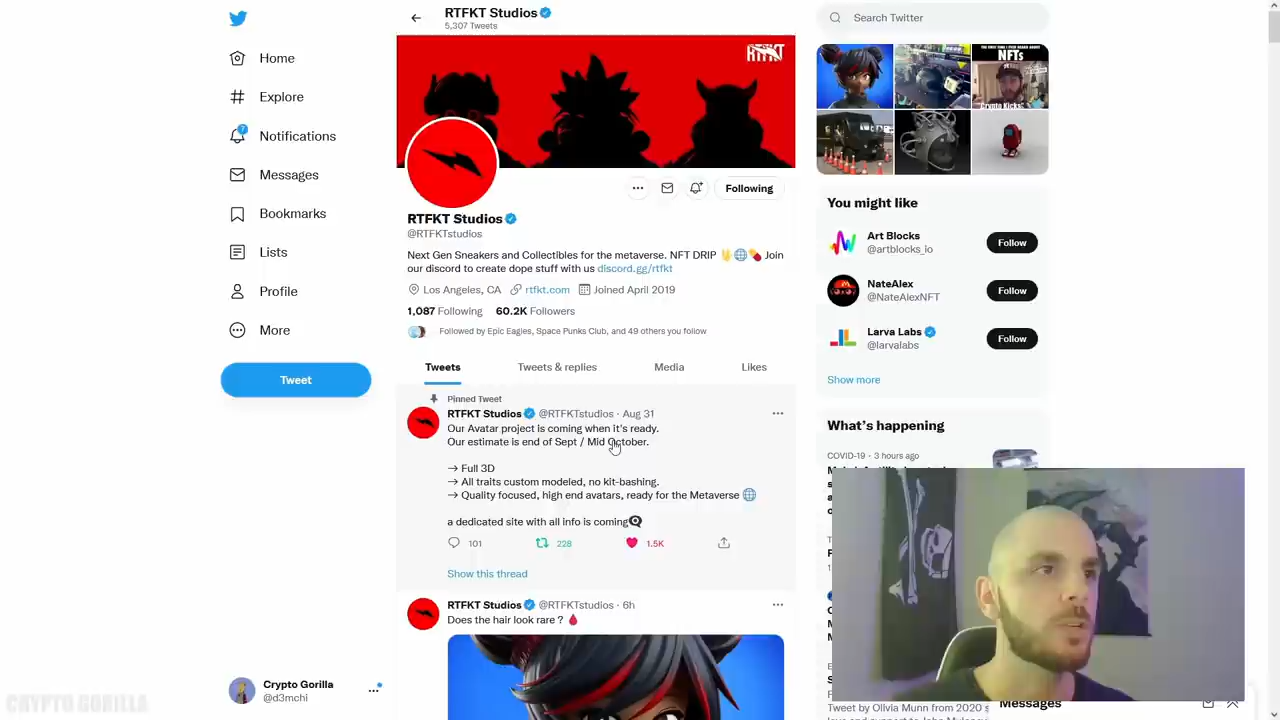 RTFKT Studios
5,307 Tweets
Search Twitter
Home
Explore
7
Notifications
Messages
Bookmarks
Lists
Profile
More
Tweet
Crypto Gorilla
@d3mchi
CRYPTO GORILLA
RTFKT
Following
RTFKT Studios
@RTFKTstudios
Next Gen Sneakers and Collectibles for the metaverse. NFT DRIP 🤘🌐💊 Join
our discord to create dope stuff with us discord.gg/rtfkt
Los Angeles, CA rtfkt.com Joined April 2019
1,087 Following 60.2K Followers
Followed by Epic Eagles, Space Punks Club, and 49 others you follow
Tweets Tweets & replies Media Likes
Pinned Tweet
RTFKT Studios @RTFKTstudios · Aug 31
Our Avatar project is coming when it's ready.
Our estimate is end of Sept / Mid October.
→ Full 3D
→ All traits custom modeled, no kit-bashing.
→ Quality focused, high end avatars, ready for the Metaverse 🌐
a dedicated site with all info is coming
101 228 1.5K
Show this thread
RTFKT Studios @RTFKTstudios · 6h
Does the hair look rare ? 🩸
NFTs
"Crypto Kicks"
You might like
Art Blocks
@artblocks_io
Follow
NateAlex
@NateAlexNFT
Follow
Larva Labs
@larvalabs
Follow
Show more
What's happening
COVID-19 · 3 hours ago
Messages
Tweet by Olivia Munn from 2020 s